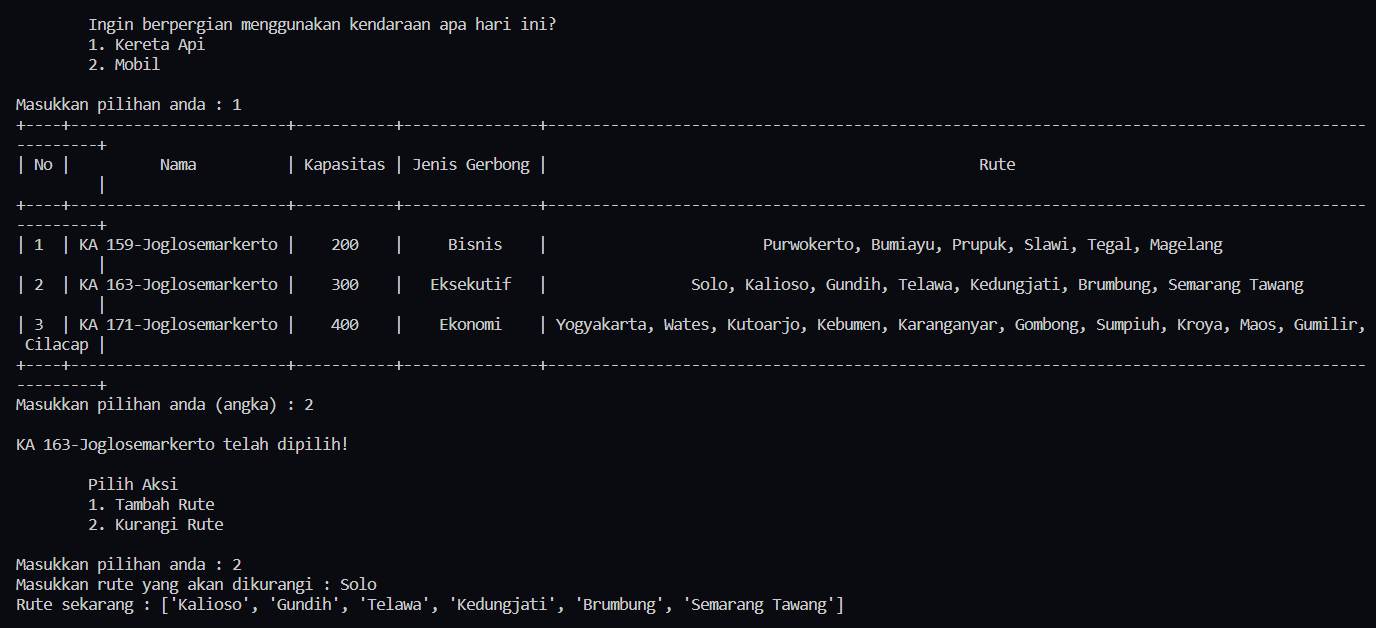 Ingin berpergian menggunakan kendaraan apa hari ini?
1. Kereta Api
2. Mobil
Masukkan pilihan anda : 1
+----+------------------------+-----------+---------------+-------------------------------------------------------------------------------------------
---------+
| No |          Nama          | Kapasitas | Jenis Gerbong |                                                Rute
         |
+----+------------------------+-----------+---------------+-------------------------------------------------------------------------------------------
---------+
| 1  | KA 159-Joglosemarkerto |    200    |     Bisnis    |                        Purwokerto, Bumiayu, Prupuk, Slawi, Tegal, Magelang
         |
| 2  | KA 163-Joglosemarkerto |    300    |   Eksekutif   |                Solo, Kalioso, Gundih, Telawa, Kedungjati, Brumbung, Semarang Tawang
         |
| 3  | KA 171-Joglosemarkerto |    400    |    Ekonomi    | Yogyakarta, Wates, Kutoarjo, Kebumen, Karanganyar, Gombong, Sumpiuh, Kroya, Maos, Gumilir,
 Cilacap |
+----+------------------------+-----------+---------------+-------------------------------------------------------------------------------------------
---------+
Masukkan pilihan anda (angka) : 2
KA 163-Joglosemarkerto telah dipilih!
Pilih Aksi
1. Tambah Rute
2. Kurangi Rute
Masukkan pilihan anda : 2
Masukkan rute yang akan dikurangi : Solo
Rute sekarang : ['Kalioso', 'Gundih', 'Telawa', 'Kedungjati', 'Brumbung', 'Semarang Tawang']